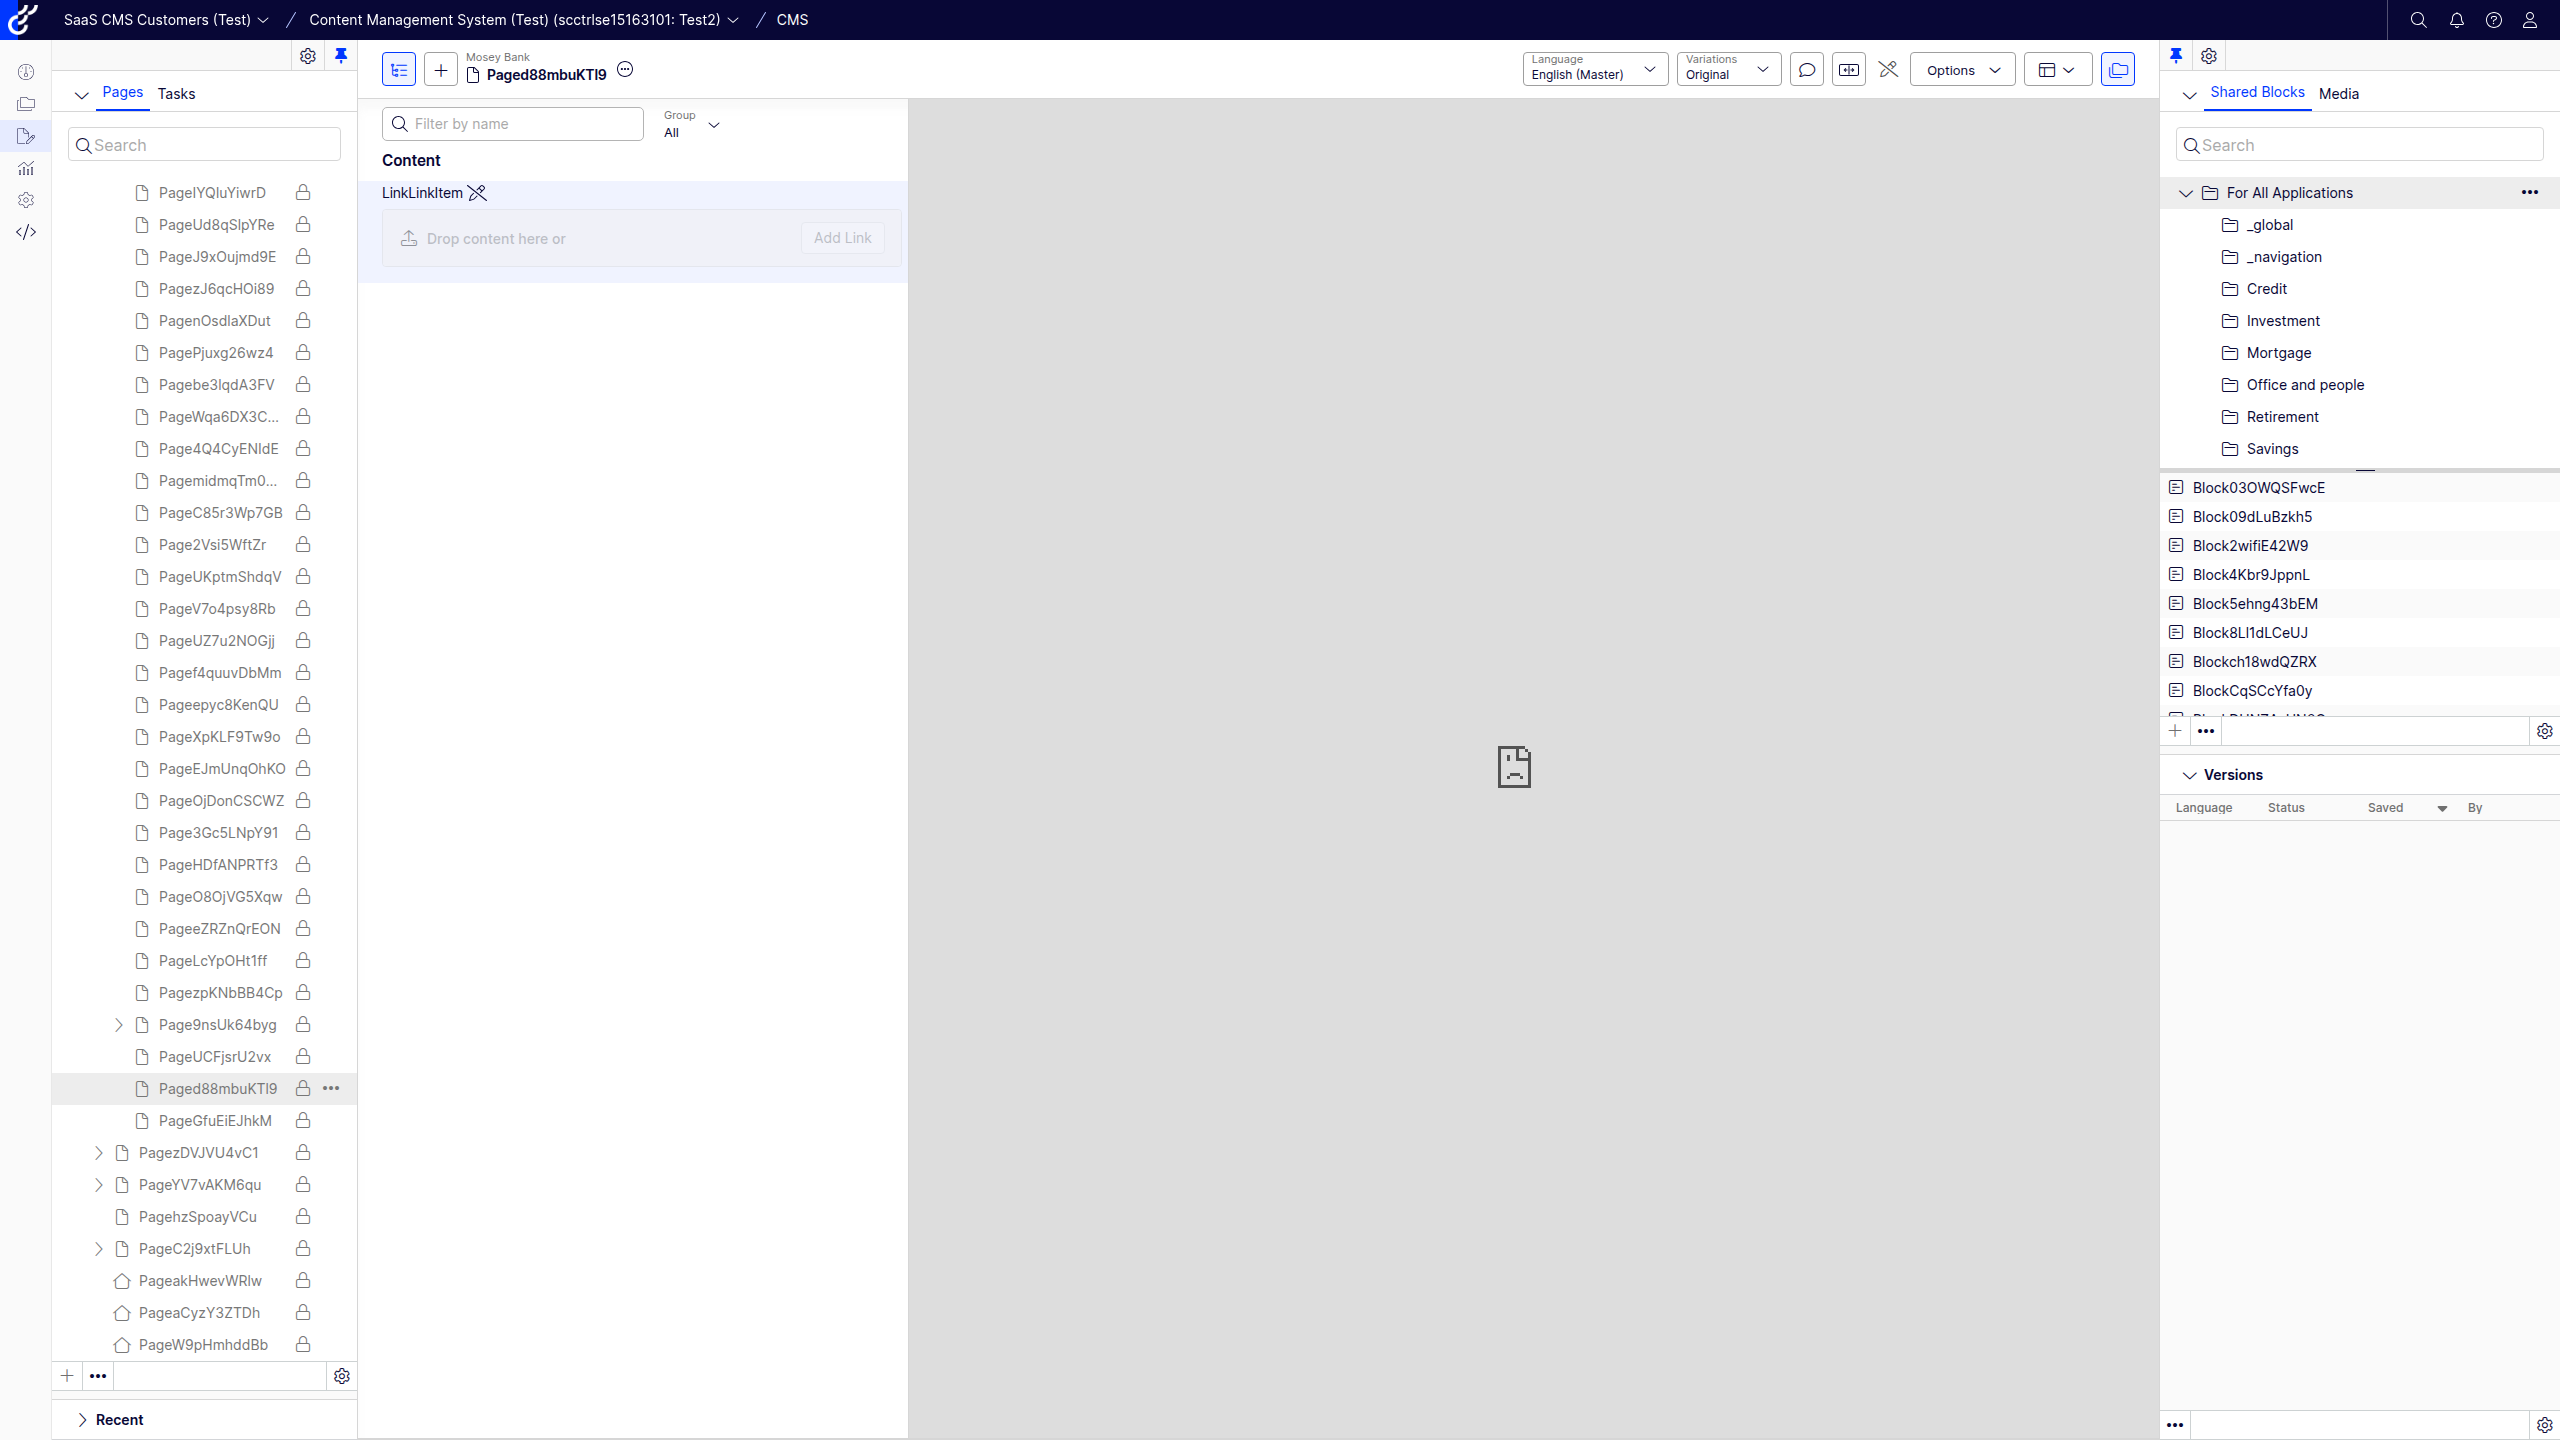 SaaS CMS Customers (Test) / Content Management System (Test) (scctrlse15163101: Test2) / CMS
Pages Tasks
Search
PageIYQIuYiwrD
PageUd8qSlpYRe
PageJ9xOujmd9E
PagezJ6qcHOi89
PagenOsdlaXDut
PagePjuxg26wz4
Pagebe3lqdA3FV
PageWqa6DX3C...
Page4Q4CyENldE
PagemidmqTm0...
PageC85r3Wp7GB
Page2Vsi5WftZr
PageUKptmShdqV
PageV7o4psy8Rb
PageUZ7u2NOGjj
Pagef4quuvDbMm
Pageepyc8KenQU
PageXpKLF9Tw9o
PageEJmUnqOhKO
PageOjDonCSCWZ
Page3Gc5LNpY91
PageHDfANPRTf3
PageO8OjVG5Xqw
PageeZRZnQrEON
PageLcYpOHt1ff
PagezpKNbBB4Cp
Page9nsUk64byg
PageUCFjsrU2vx
Paged88mbuKTl9
PageGfuEiEJhkM
PagezDVJVU4vC1
PageYV7vAKM6qu
PagehzSpoayVCu
PageC2j9xtFLUh
PageakHwevWRlw
PageaCyzY3ZTDh
PageW9pHmhddBb
Recent
Mosey Bank
Paged88mbuKTl9
Language
English (Master)
Variations
Original
Options
Filter by name
Group
All
Content
LinkLinkItem
Drop content here or Add Link
Shared Blocks Media
Search
For All Applications
_global
_navigation
Credit
Investment
Mortgage
Office and people
Retirement
Savings
Block03OWQSFwcE
Block09dLuBzkh5
Block2wifiE42W9
Block4Kbr9JppnL
Block5ehng43bEM
Block8Ll1dLCeUJ
Blockch18wdQZRX
BlockCqSCcYfa0y
Versions
Language Status Saved By